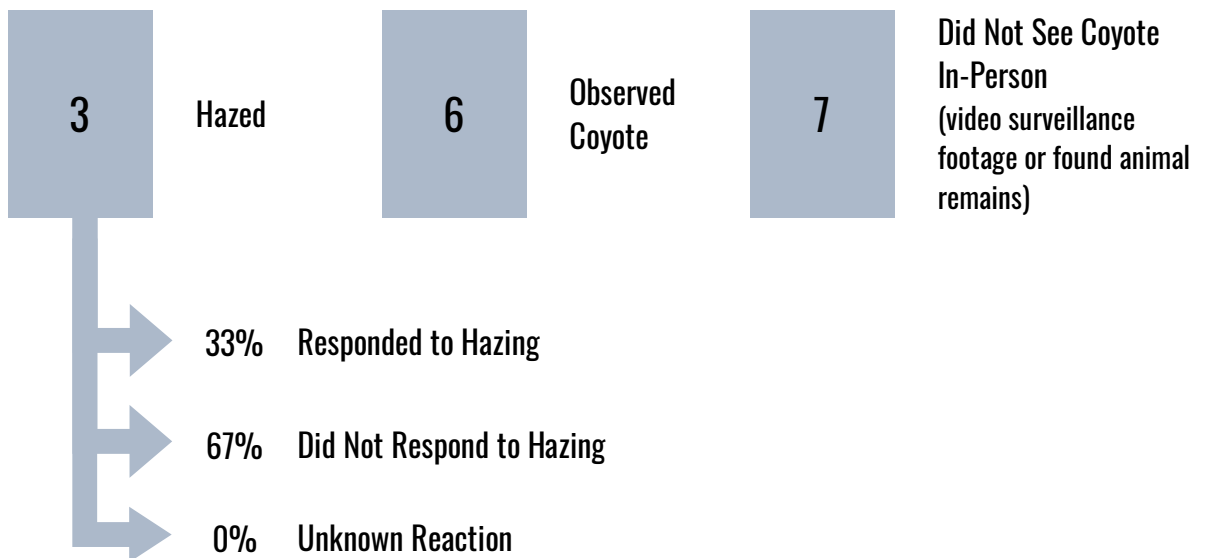 3
Hazed
6
Observed
Coyote
7
Did Not See Coyote
In-Person
(video surveillance
footage or found animal
remains)
33% Responded to Hazing
67% Did Not Respond to Hazing
0% Unknown Reaction